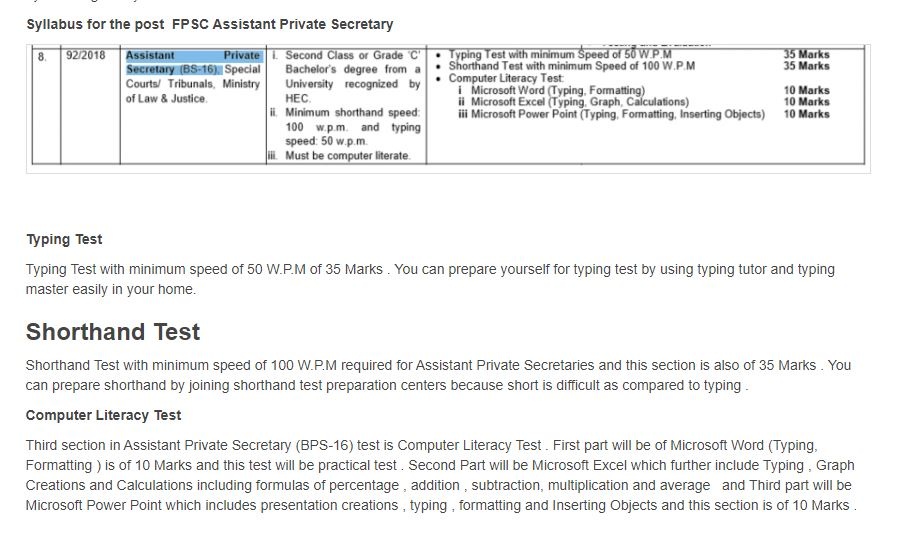 Syllabus for the post  FPSC Assistant Private Secretary
8. 92/2018 Assistant Private i. Second Class or Grade 'C' • Typing Test with minimum Speed of 50 W.P.M 35 Marks
Secretary (BS-16), Special Bachelor's degree from a • Shorthand Test with minimum Speed of 100 W.P.M 35 Marks
Courts/ Tribunals, Ministry University recognized by • Computer Literacy Test:
of Law & Justice. HEC. i Microsoft Word (Typing, Formatting) 10 Marks
ii. Minimum shorthand speed: ii Microsoft Excel (Typing, Graph, Calculations) 10 Marks
100 w.p.m. and typing iii Microsoft Power Point (Typing, Formatting, Inserting Objects) 10 Marks
speed: 50 w.p.m.
iii. Must be computer literate.
Typing Test
Typing Test with minimum speed of 50 W.P.M of 35 Marks . You can prepare yourself for typing test by using typing tutor and typing
master easily in your home.
Shorthand Test
Shorthand Test with minimum speed of 100 W.P.M required for Assistant Private Secretaries and this section is also of 35 Marks . You
can prepare shorthand by joining shorthand test preparation centers because short is difficult as compared to typing .
Computer Literacy Test
Third section in Assistant Private Secretary (BPS-16) test is Computer Literacy Test . First part will be of Microsoft Word (Typing,
Formatting ) is of 10 Marks and this test will be practical test . Second Part will be Microsoft Excel which further include Typing , Graph
Creations and Calculations including formulas of percentage , addition , subtraction, multiplication and average  and Third part will be
Microsoft Power Point which includes presentation creations , typing , formatting and Inserting Objects and this section is of 10 Marks .